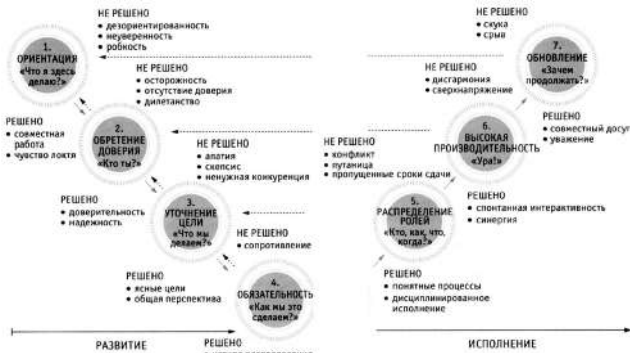 НЕ РЕШЕНО
• дезориентированность
• неуверенность
• робкость
1.
ОРИЕНТАЦИЯ
«Что я здесь
делаю?»
РЕШЕНО
• совместная
работа
• чувство локтя
НЕ РЕШЕНО
• осторожность
• отсутствие доверия
• дилетантство
2.
ОБРЕТЕНИЕ
ДОВЕРИЯ
«Кто ты?»
РЕШЕНО
• доверительность
• надежность
НЕ РЕШЕНО
• апатия
• скепсис
• ненужная конкуренция
3.
УТОЧНЕНИЕ
ЦЕЛИ
«Что мы
делаем?»
РЕШЕНО
• ясные цели
• общая перспектива
НЕ РЕШЕНО
• сопротивление
4.
ОБЯЗАТЕЛЬНОСТЬ
«Как мы это
сделаем?»
РЕШЕНО
НЕ РЕШЕНО
• конфликт
• путаница
• пропущенные сроки сдачи
5.
РАСПРЕДЕЛЕНИЕ
РОЛЕЙ
«Кто, как, что,
когда?»
РЕШЕНО
• понятные процессы
• дисциплинированное
исполнение
НЕ РЕШЕНО
• дисгармония
• сверхнапряжение
6.
ВЫСОКАЯ
ПРОИЗВОДИТЕЛЬНОСТЬ
«Ура!»
РЕШЕНО
• спонтанная интерактивность
• синергия
НЕ РЕШЕНО
• скука
• срыв
7.
ОБНОВЛЕНИЕ
«Зачем
продолжать?»
РЕШЕНО
• совместный досуг
• уважение
РАЗВИТИЕ
ИСПОЛНЕНИЕ